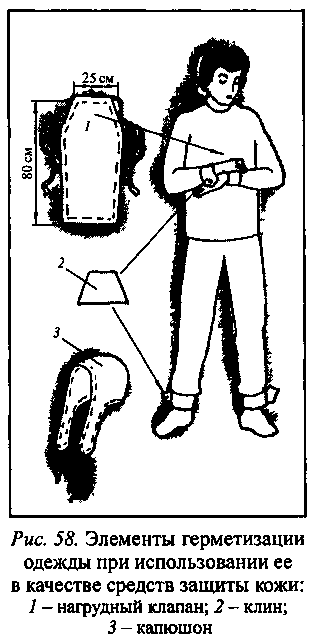 25 см
1
80 см
2
3
Рис. 58. Элементы герметизации
одежды при использовании ее
в качестве средств защиты кожи:
1 – нагрудный клапан; 2 – клин;
3 – капюшон